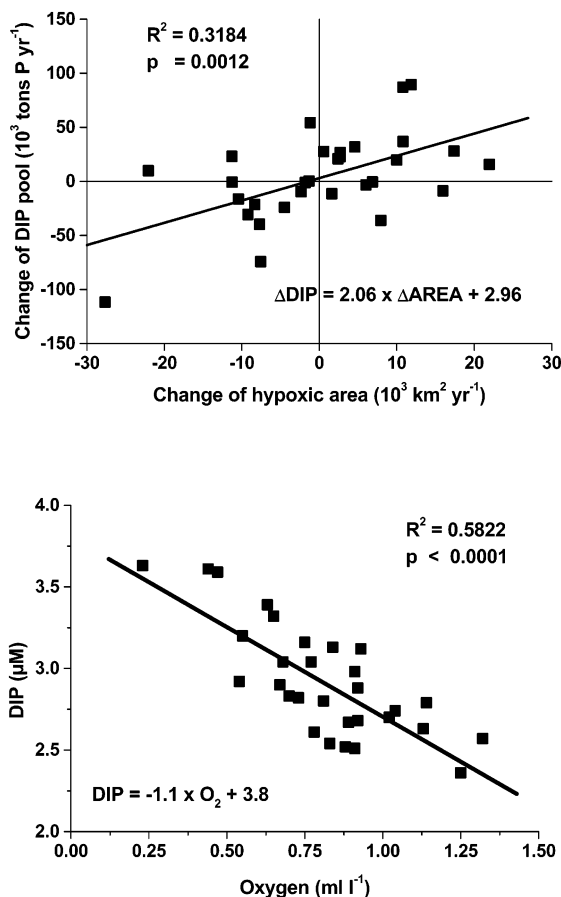 R² = 0.3184
p = 0.0012
150
100
50
0
-50
-100
-150
Change of DIP pool (10³ tons P yr⁻¹)
ΔDIP = 2.06 x ΔAREA + 2.96
-30 -20 -10 0 10 20 30
Change of hypoxic area (10³ km² yr⁻¹)
4.0
3.5
3.0
2.5
2.0
DIP (µM)
R² = 0.5822
p < 0.0001
DIP = -1.1 x O₂ + 3.8
0.00 0.25 0.50 0.75 1.00 1.25 1.50
Oxygen (ml l⁻¹)